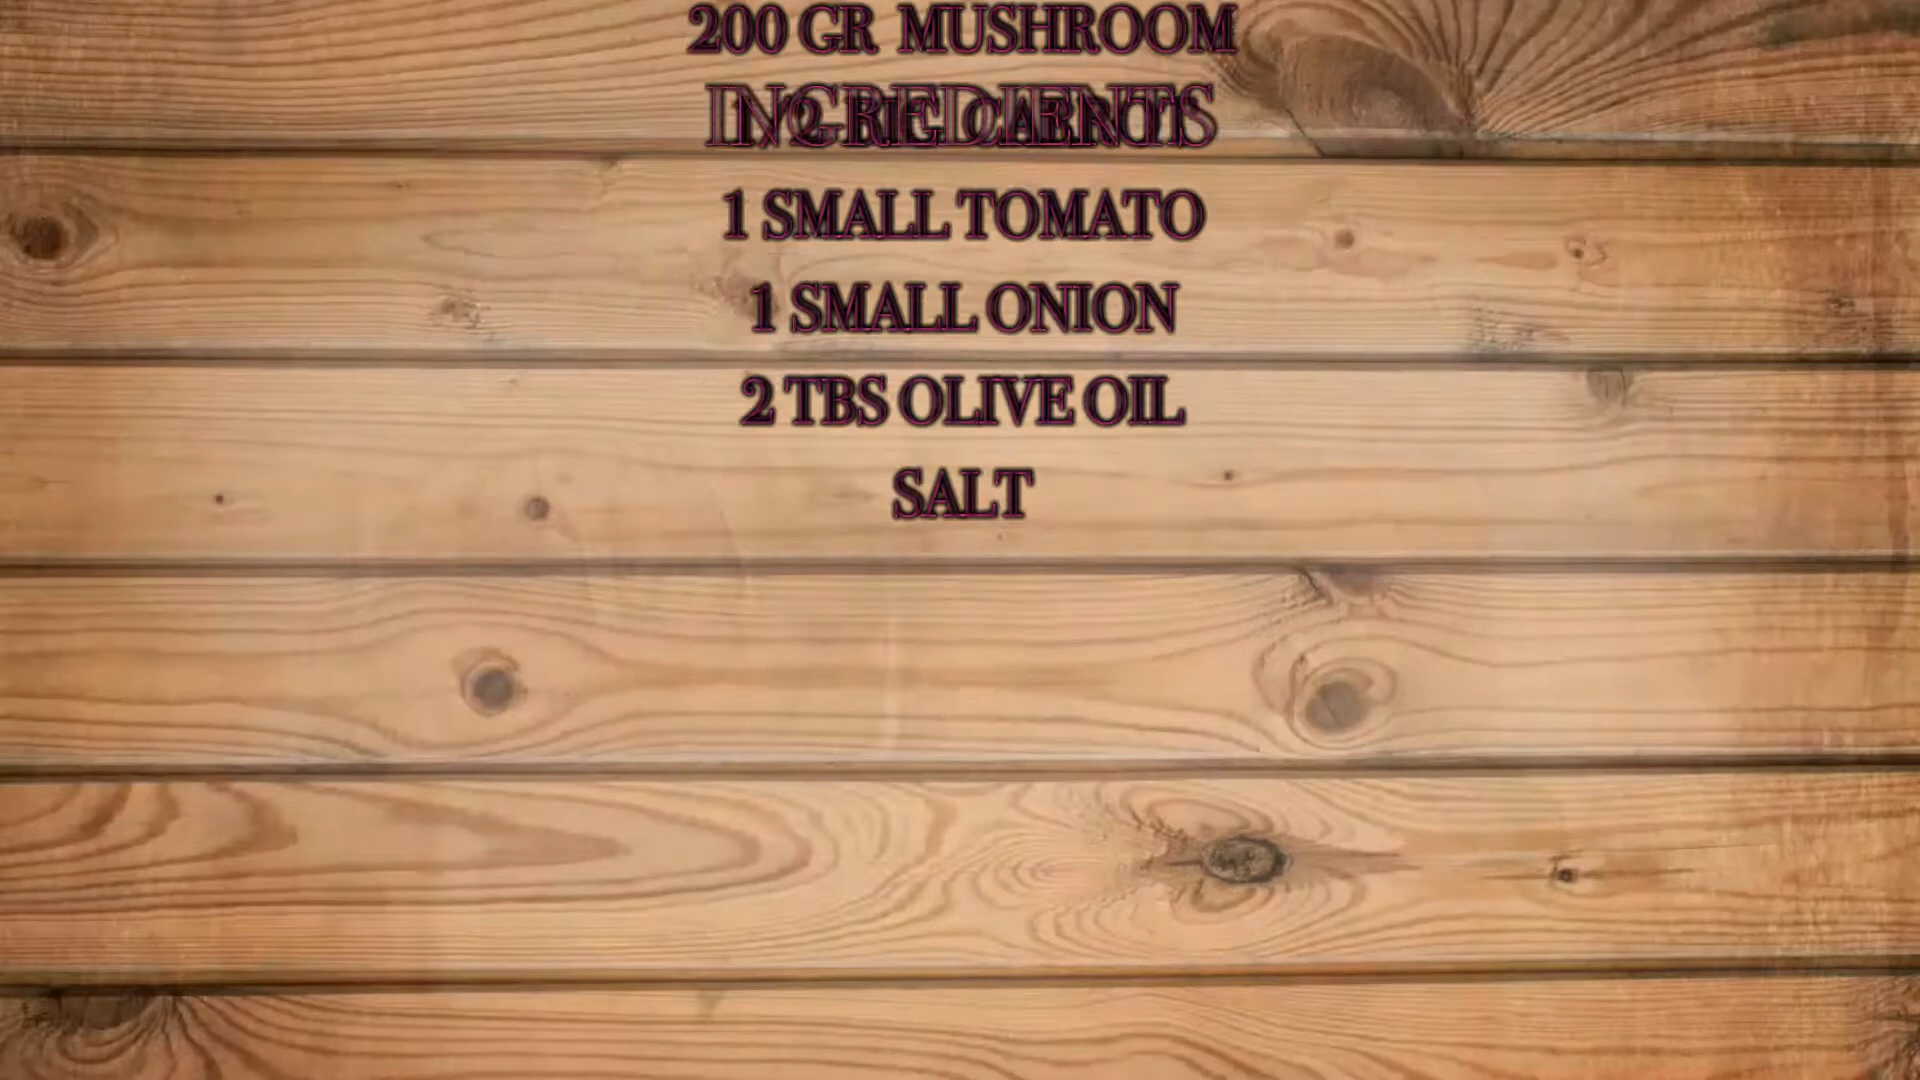 200 GR MUSHROOM
INGREDIENTS
1 SMALL TOMATO
1 SMALL ONION
2 TBS OLIVE OIL
SALT